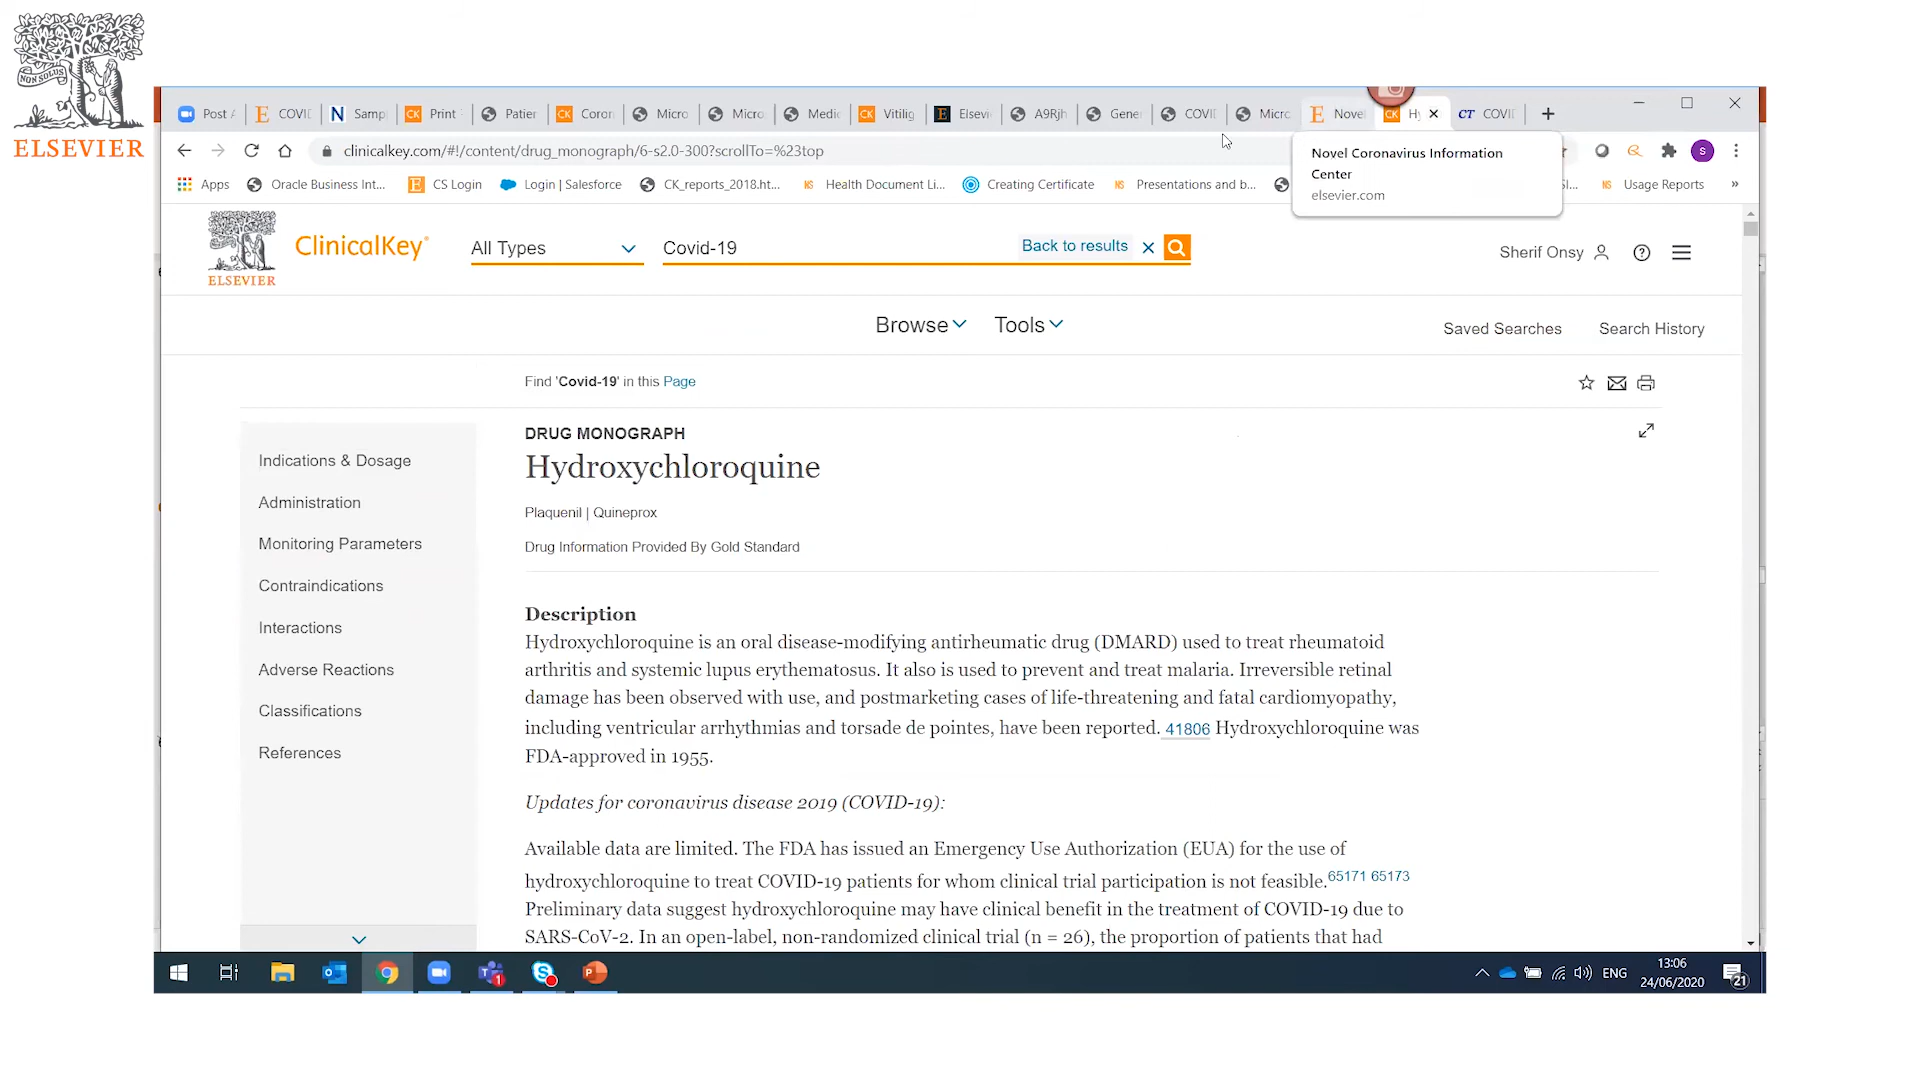 NON SOLUS
ELSEVIER
Post
COVI
Samp
Print
Patier
Coron
Micro
Micro
Medic
Vitilig
Elsevi
A9Rjh
Gene
COVI
Micro
Novel
Hy
COVI
clinicalkey.com/#!/content/drug_monograph/6-s2.0-300?scrollTo=%23top
Novel Coronavirus Information
Center
elsevier.com
Apps
Oracle Business Int...
CS Login
Login | Salesforce
CK_reports_2018.ht...
Health Document Li...
Creating Certificate
Presentations and b...
Usage Reports
ELSEVIER
ClinicalKey®
All Types
Covid-19
Back to results
Sherif Onsy
Browse
Tools
Saved Searches
Search History
Find 'Covid-19' in this Page
Indications & Dosage
Administration
Monitoring Parameters
Contraindications
Interactions
Adverse Reactions
Classifications
References
DRUG MONOGRAPH
Hydroxychloroquine
Plaquenil | Quineprox
Drug Information Provided By Gold Standard
Description
Hydroxychloroquine is an oral disease-modifying antirheumatic drug (DMARD) used to treat rheumatoid
arthritis and systemic lupus erythematosus. It also is used to prevent and treat malaria. Irreversible retinal
damage has been observed with use, and postmarketing cases of life-threatening and fatal cardiomyopathy,
including ventricular arrhythmias and torsade de pointes, have been reported. 41806 Hydroxychloroquine was
FDA-approved in 1955.
Updates for coronavirus disease 2019 (COVID-19):
Available data are limited. The FDA has issued an Emergency Use Authorization (EUA) for the use of
hydroxychloroquine to treat COVID-19 patients for whom clinical trial participation is not feasible.65171 65173
Preliminary data suggest hydroxychloroquine may have clinical benefit in the treatment of COVID-19 due to
SARS-CoV-2. In an open-label, non-randomized clinical trial (n = 26), the proportion of patients that had
ENG
13:06
24/06/2020
21